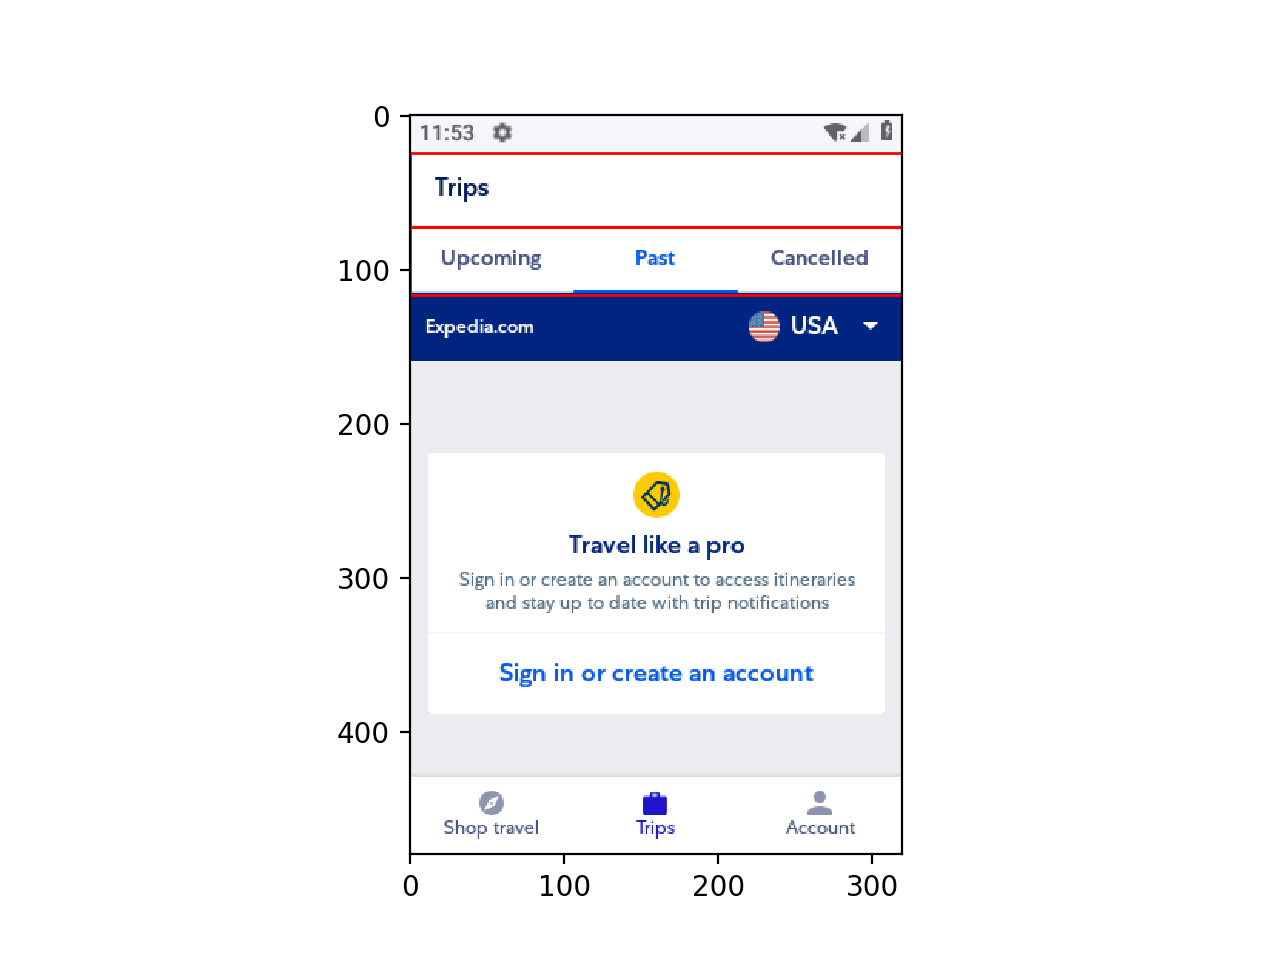 0
11:53
Trips
Upcoming Past Cancelled
100
Expedia.com USA
200
Travel like a pro
300
Sign in or create an account to access itineraries
and stay up to date with trip notifications
Sign in or create an account
400
Shop travel Trips Account
0 100 200 300